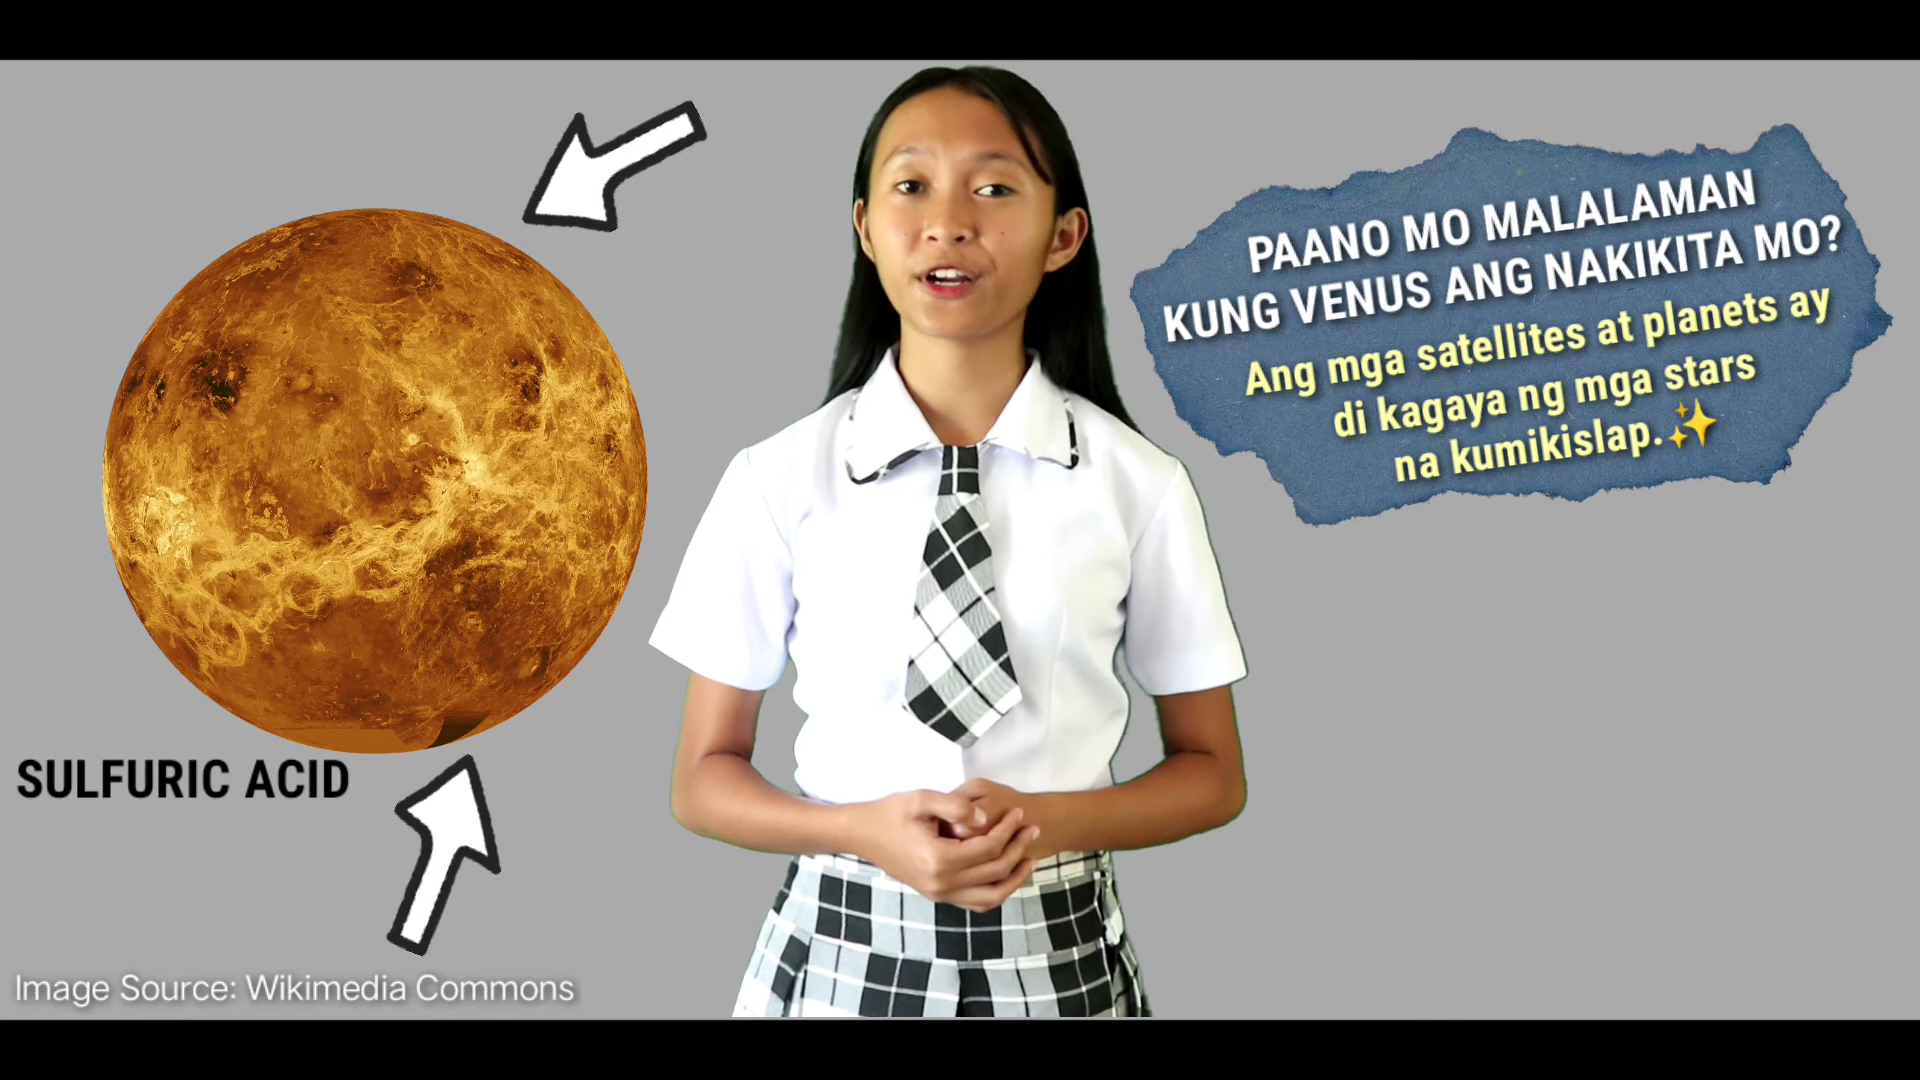 PAANO MO MALALAMAN
KUNG VENUS ANG NAKIKITA MO?
Ang mga satellites at planets ay
di kagaya ng mga stars
na kumikislap.✨
SULFURIC ACID
Image Source: Wikimedia Commons